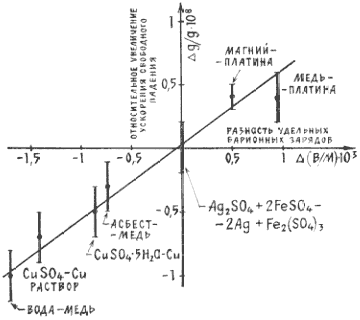 ОТНОСИТЕЛЬНОЕ УВЕЛИЧЕНИЕ
УСКОРЕНИЯ СВОБОДНОГО
ПАДЕНИЯ
Δg/g·10⁸
1
0,5
МАГНИЙ-
-ПЛАТИНА
МЕДЬ-
-ПЛАТИНА
РАЗНОСТЬ УДЕЛЬНЫХ
БАРИОННЫХ ЗАРЯДОВ
-1,5
-1
-0,5
0
0,5
1
Δ(B/M)·10³
АСБЕСТ-
-МЕДЬ
CuSO₄·5H₂O-Cu
CuSO₄-Cu
РАСТВОР
ВОДА-МЕДЬ
-0,5
-1
Ag₂SO₄+2FeSO₄-
-2Ag+Fe₂(SO₄)₃